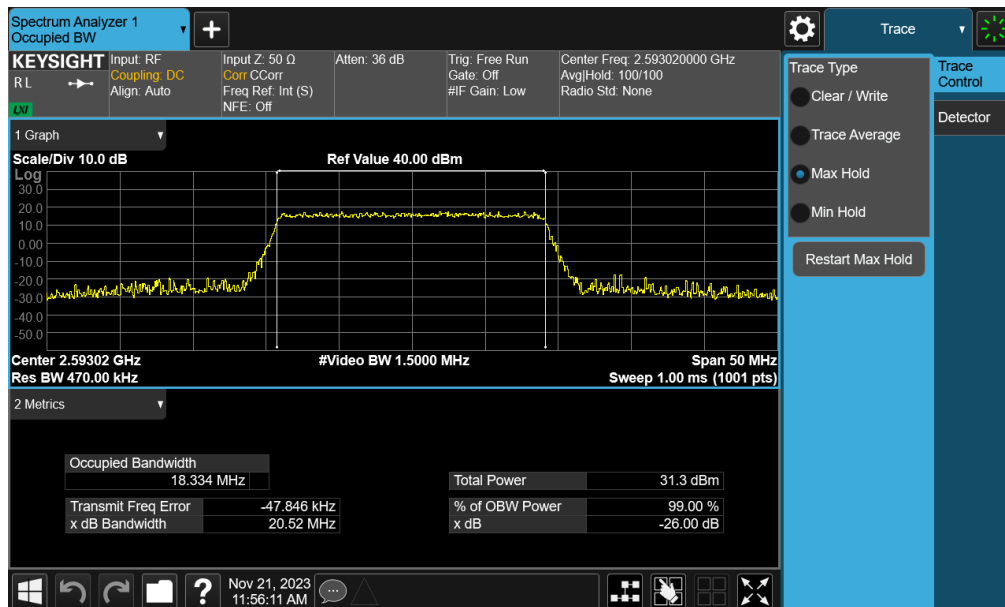 Spectrum Analyzer 1
Occupied BW
+
Trace
KEYSIGHT
R L
LXI
Input: RF
Coupling: DC
Align: Auto
Input Z: 50 Ω
Corr CCorr
Freq Ref: Int (S)
NFE: Off
Atten: 36 dB
Trig: Free Run
Gate: Off
#IF Gain: Low
Center Freq: 2.593020000 GHz
Avg|Hold: 100/100
Radio Std: None
Trace Type
Clear / Write
Trace Average
Max Hold
Min Hold
Restart Max Hold
Trace
Control
Detector
1 Graph
Scale/Div 10.0 dB
Ref Value 40.00 dBm
Log
30.0
20.0
10.0
0.00
-10.0
-20.0
-30.0
-40.0
-50.0
Center 2.59302 GHz
#Video BW 1.5000 MHz
Span 50 MHz
Res BW 470.00 kHz
Sweep 1.00 ms (1001 pts)
2 Metrics
Occupied Bandwidth
18.334 MHz
Total Power 31.3 dBm
Transmit Freq Error -47.846 kHz
% of OBW Power 99.00 %
x dB Bandwidth 20.52 MHz
x dB -26.00 dB
?
Nov 21, 2023
11:56:11 AM